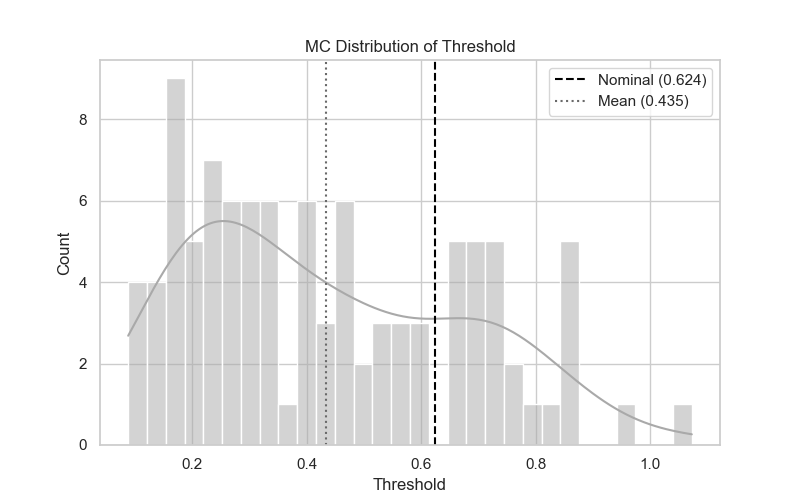 MC Distribution of Threshold
Nominal (0.624)
Mean (0.435)
Count
8
6
4
2
0
0.2 0.4 0.6 0.8 1.0
Threshold